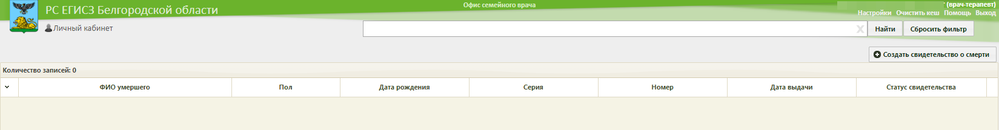 РС ЕГИСЗ Белгородской области
Офис семейного врача
(врач-терапевт)
Настройки Очистить кеш Помощь Выход
Личный кабинет
X Найти Сбросить фильтр
Создать свидетельство о смерти
Количество записей: 0
ФИО умершего Пол Дата рождения Серия Номер Дата выдачи Статус свидетельства